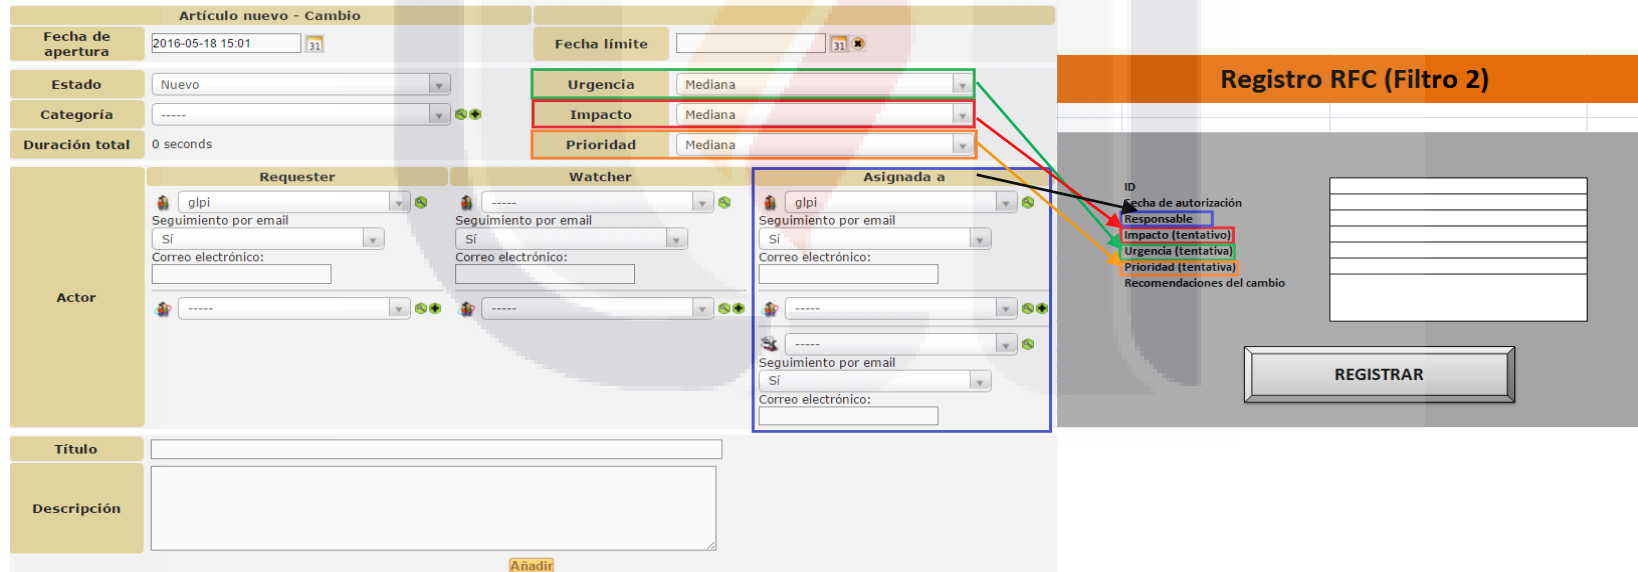 Artículo nuevo - Cambio
Fecha de apertura
2016-05-18 15:01
31
Fecha límite
31
Estado
Nuevo
Urgencia
Mediana
Categoría
-----
Impacto
Mediana
Duración total
0 seconds
Prioridad
Mediana
Actor
Requester
glpi
Seguimiento por email
Sí
Correo electrónico:
-----
Watcher
-----
Seguimiento por email
Sí
Correo electrónico:
-----
Asignada a
glpi
Seguimiento por email
Sí
Correo electrónico:
-----
-----
Seguimiento por email
Sí
Correo electrónico:
Título
Descripción
Añadir
Registro RFC (Filtro 2)
ID
Fecha de autorización
Responsable
Impacto (tentativo)
Urgencia (tentativa)
Prioridad (tentativa)
Recomendaciones del cambio
REGISTRAR